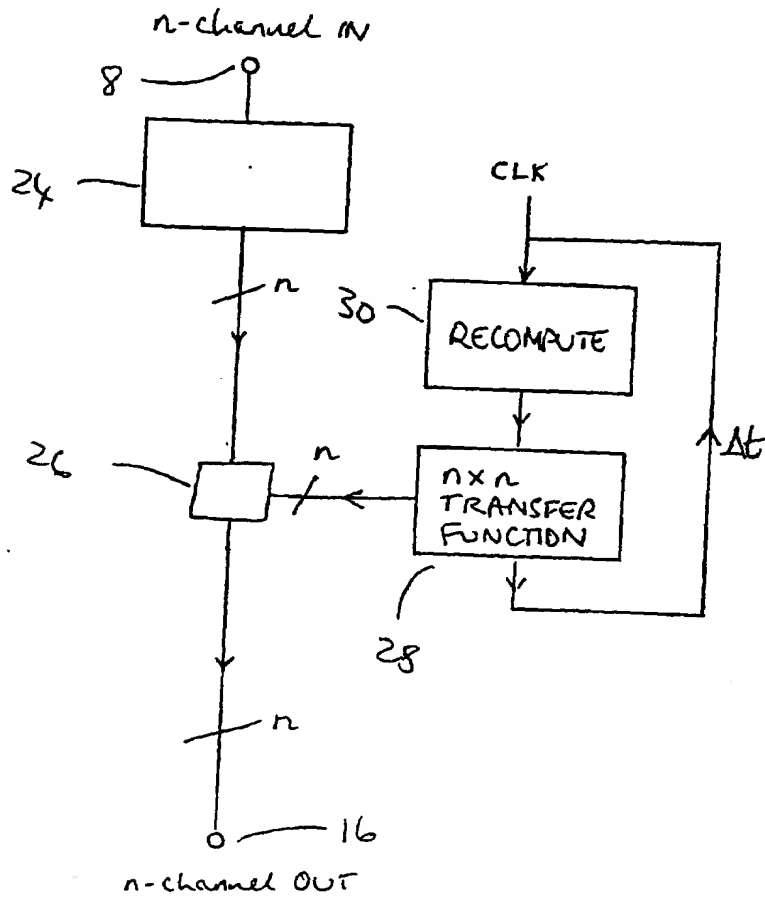 n-channel IN
8
24
CLK
n
30
RECOMPUTE
26
n
n x n
TRANSFER
FUNCTION
Δt
28
n
16
n-channel OUT